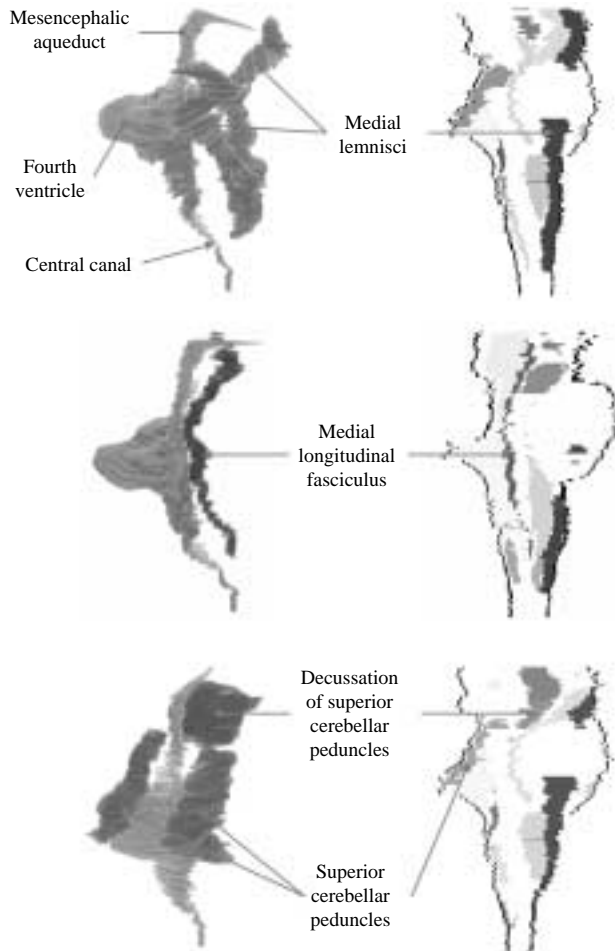 Mesencephalic
aqueduct
Medial
lemnisci
Fourth
ventricle
Central canal
Medial
longitudinal
fasciculus
Decussation
of superior
cerebellar
peduncles
Superior
cerebellar
peduncles